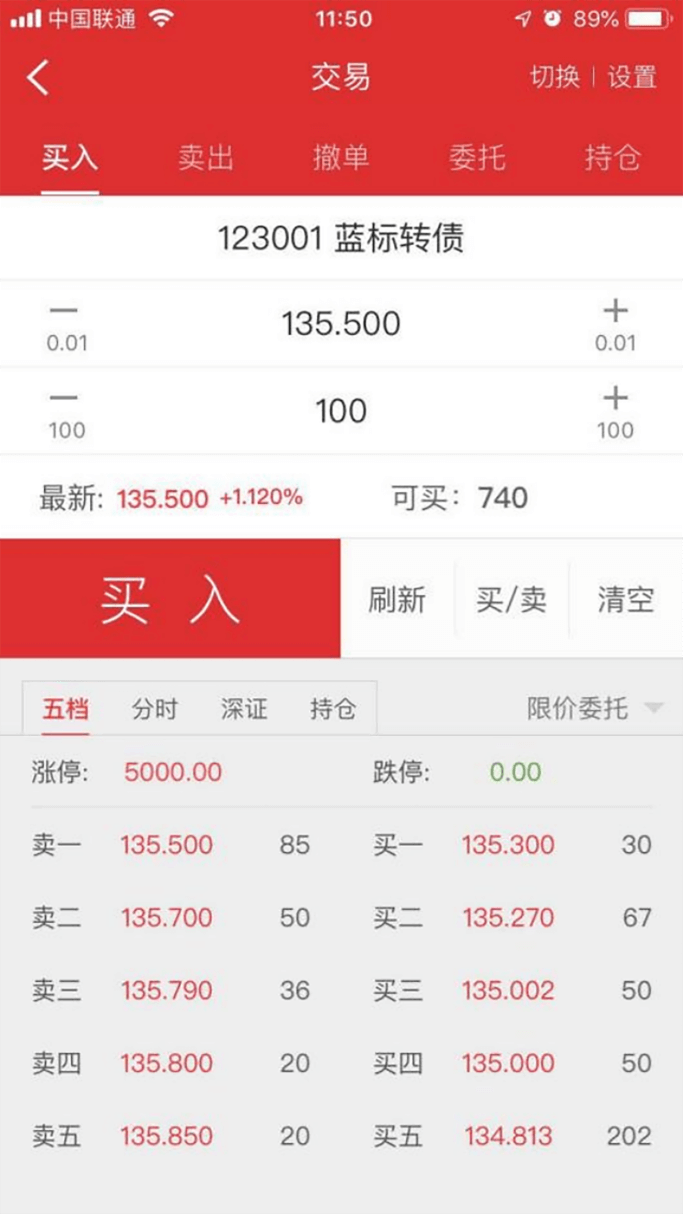 中国联通 11:50 89%
交易 切换 设置
买入 卖出 撤单 委托 持仓
123001 蓝标转债
— 135.500 +
0.01 0.01
— 100 +
100 100
最新: 135.500 +1.120% 可买: 740
买入 刷新 买/卖 清空
五档 分时 深证 持仓 限价委托
涨停: 5000.00 跌停: 0.00
卖一 135.500 85 买一 135.300 30
卖二 135.700 50 买二 135.270 67
卖三 135.790 36 买三 135.002 50
卖四 135.800 20 买四 135.000 50
卖五 135.850 20 买五 134.813 202